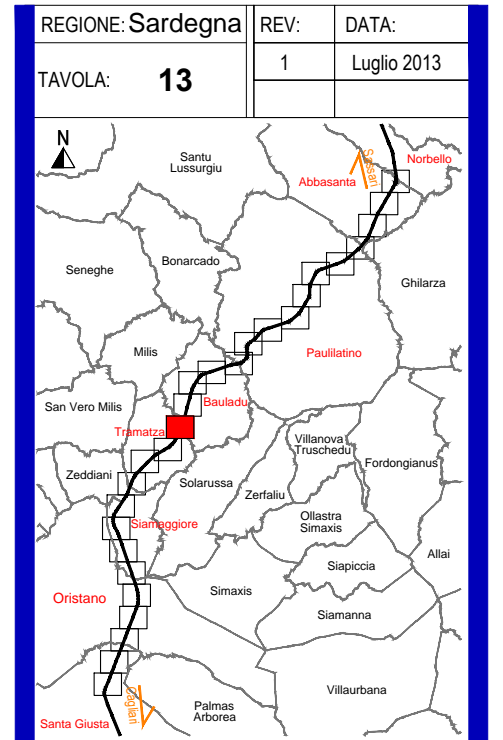 REGIONE: Sardegna
REV:
DATA:
TAVOLA: 13
1
Luglio 2013
N
Santu
Lussurgiu
Sassari
Norbello
Abbasanta
Seneghe
Bonarcado
Ghilarza
Milis
Paulilatino
San Vero Milis
Bauladu
Tramatza
Villanova
Truschedu
Fordongianus
Zeddiani
Solarussa
Zerfaliu
Ollastra
Simaxis
Siamaggiore
Allai
Siapiccia
Oristano
Simaxis
Siamanna
Villaurbana
Cagliari
Palmas
Arborea
Santa Giusta